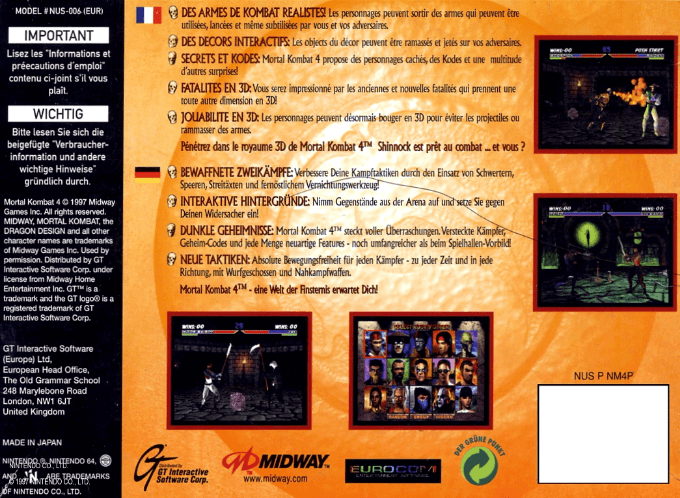 MODEL #NUS-006 (EUR)
IMPORTANT
Lisez les "Informations et
préecautions d'emploi"
contenu ci-joint s'il vous
plaît.
WICHTIG
Bitte lesen Sie sich die
beigefügte "Verbraucher-
information und andere
wichtige Hinweise"
gründlich durch.
Mortal Kombat 4 © 1997 Midway
Games Inc. All rights reserved.
MIDWAY, MORTAL KOMBAT, the
DRAGON DESIGN and all other
character names are trademarks
of Midway Games Inc. Used by
permission. Distributed by GT
Interactive Software Corp. under
license from Midway Home
Entertainment Inc. GT™ is a
trademark and the GT logo® is a
registered trademark of GT
Interactive Software Corp.
GT Interactive Software
(Europe) Ltd,
European Head Office,
The Old Grammar School
248 Marylebone Road
London, NW1 6JT
United Kingdom
MADE IN JAPAN
NINTENDO ®, NINTENDO 64,
NINTENDO CO., LTD.
AND ARE TRADEMARKS
© 1997 NINTENDO CO., LTD.
OF NINTENDO CO., LTD.
DES ARMES DE KOMBAT REALISTES! Les personnages peuvent sortir des armes qui peuvent être
utilisées, lancées et même subtilisées par vous et vos adversaires.
DES DECORS INTERACTIFS: Les objects du décor peuvent être ramassés et jetés sur vos adversaires.
SECRETS ET KODES: Mortal Kombat 4 propose des personnages cachés, des Kodes et une multitude
d'autres surprises!
FATALITES EN 3D: Vous serez impressionné par les anciennes et nouvelles fatalités qui prennent une
toute autre dimension en 3D!
JOUABILITE EN 3D: Les personnages peuvent désormais bouger en 3D pour éviter les projectiles ou
rammasser des armes.
Pénétrez dans le royaume 3D de Mortal Kombat 4™ Shinnock est prêt au combat ... et vous ?
BEWAFFNETE ZWEIKÄMPFE: Verbessere Deine Kampftaktiken durch den Einsatz von Schwertern,
Speeren, Streitäxten und fernöstlichem Vernichtungswerkzeug!
INTERAKTIVE HINTERGRÜNDE: Nimm Gegenstände aus der Arena auf und setze Sie gegen
Deinen Widersacher ein!
DUNKLE GEHEIMNISSE: Mortal Kombat 4™ steckt voller Überraschungen. Versteckte Kämpfer,
Geheim-Codes und jede Menge neuartige Features - noch umfangreicher als beim Spielhallen-Vorbild!
NEUE TAKTIKEN: Absolute Bewegungsfreiheit für jeden Kämpfer - zu jeder Zeit und in jede
Richtung, mit Wurfgeschossen und Nahkampfwaffen.
Mortal Kombat 4™ - eine Welt der Finsternis erwartet Dich!
WINS: 00
PUSH START
WINS: 00
WINS: 00
WINS: 00
GT
Distributed by
GT Interactive
Software Corp.
MIDWAY
www.midway.com
EUROCOM
DER GRÜNE PUNKT
NUS P NM4P